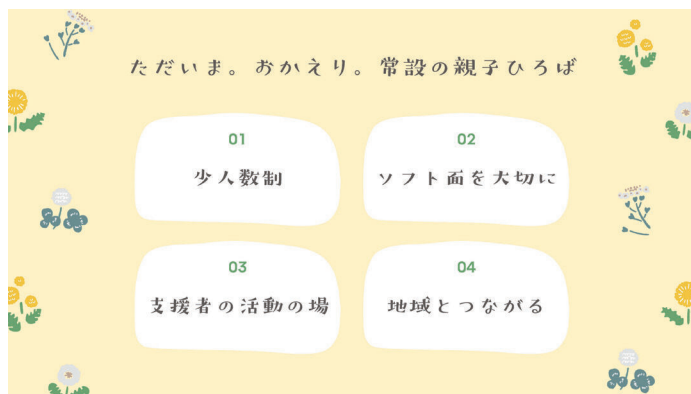 ただいま。おかえり。常設の親子ひろば
01
少人数制
02
ソフト面を大切に
03
支援者の活動の場
04
地域とつながる